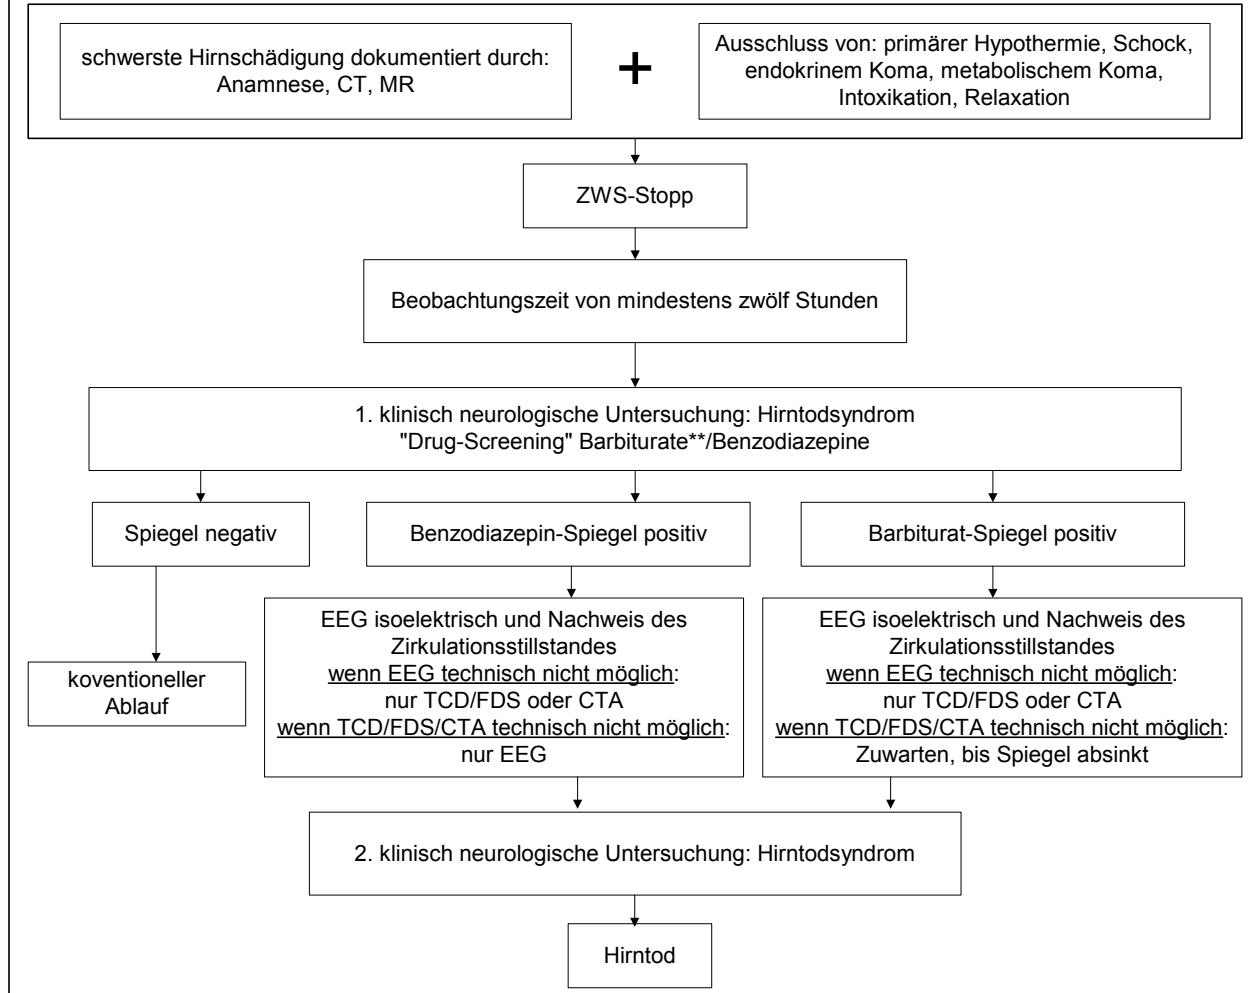 schwerste Hirnschädigung dokumentiert durch:
Anamnese, CT, MR
+
Ausschluss von: primärer Hypothermie, Schock,
endokrinem Koma, metabolischem Koma,
Intoxikation, Relaxation
ZWS-Stopp
Beobachtungszeit von mindestens zwölf Stunden
1. klinisch neurologische Untersuchung: Hirntodsyndrom
"Drug-Screening" Barbiturate**/Benzodiazepine
Spiegel negativ
Benzodiazepin-Spiegel positiv
Barbiturat-Spiegel positiv
koventioneller
Ablauf
EEG isoelektrisch und Nachweis des
Zirkulationsstillstandes
wenn EEG technisch nicht möglich:
nur TCD/FDS oder CTA
wenn TCD/FDS/CTA technisch nicht möglich:
nur EEG
EEG isoelektrisch und Nachweis des
Zirkulationsstillstandes
wenn EEG technisch nicht möglich:
nur TCD/FDS oder CTA
wenn TCD/FDS/CTA technisch nicht möglich:
Zuwarten, bis Spiegel absinkt
2. klinisch neurologische Untersuchung: Hirntodsyndrom
Hirntod